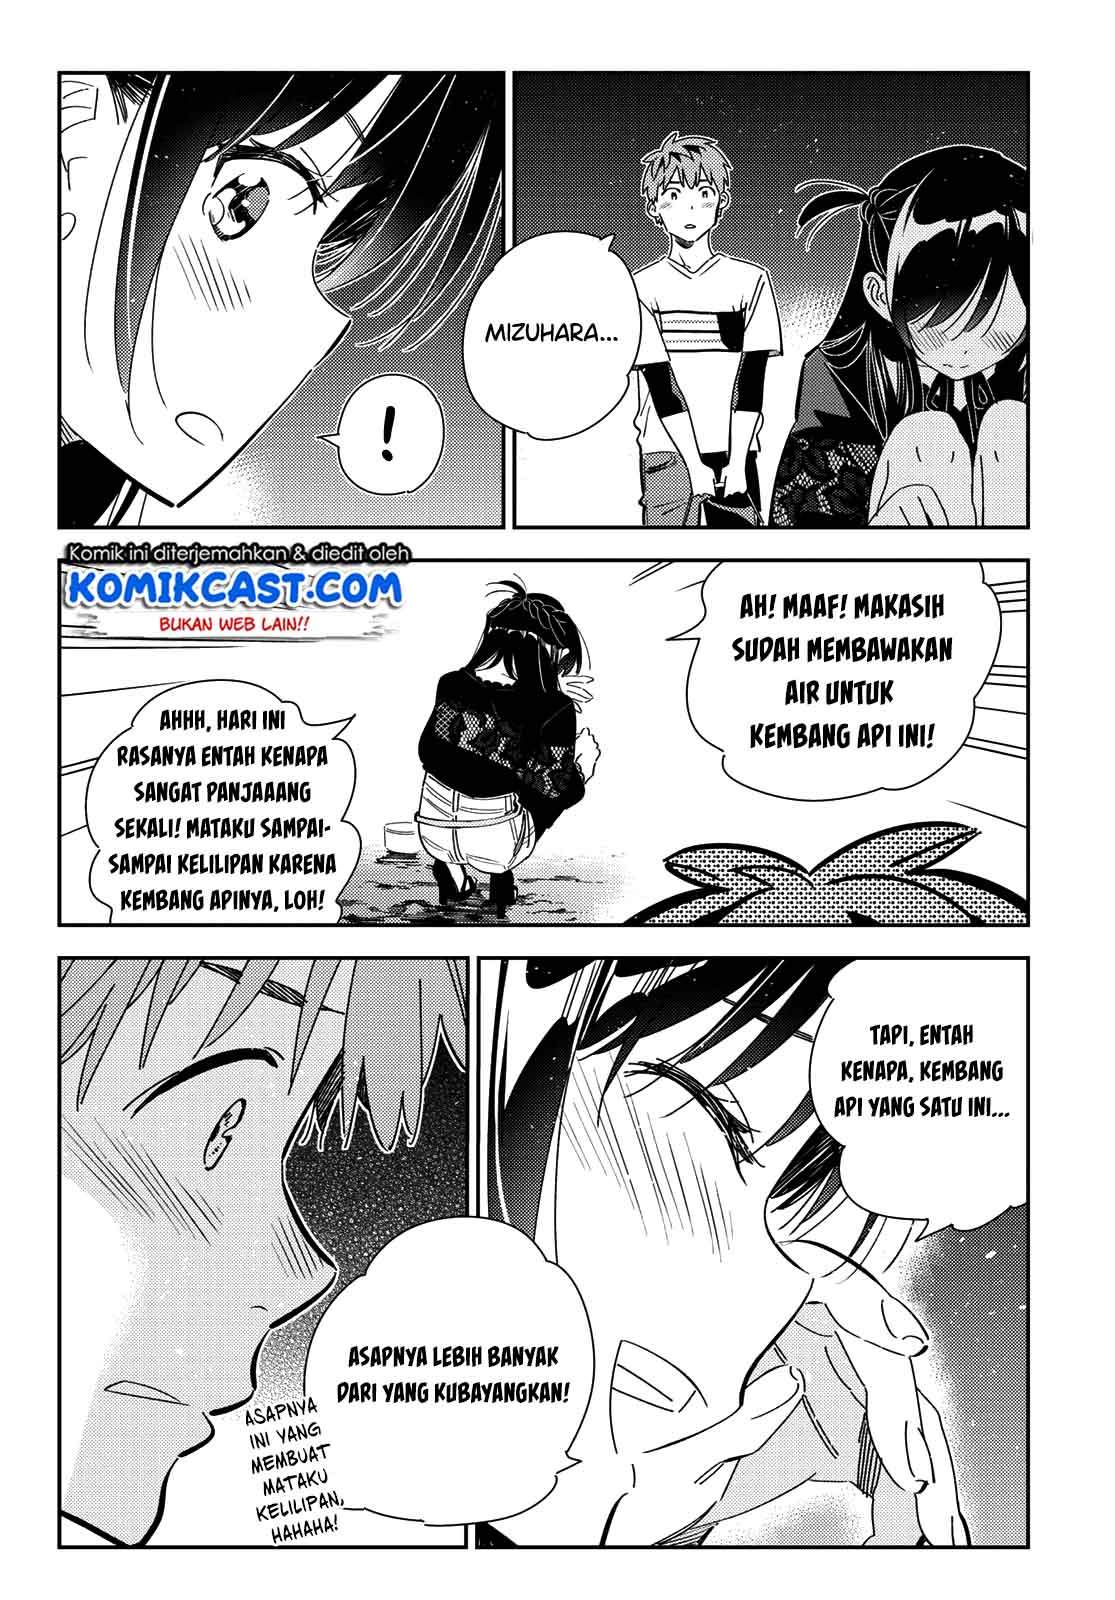 MIZUHARA...
!
Komik ini diterjemahkan & diedit oleh
KOMIKCAST.COM
BUKAN WEB LAIN!!
AH! MAAF! MAKASIH
SUDAH MEMBAWAKAN
AIR UNTUK
KEMBANG API INI!
AHHH, HARI INI
RASANYA ENTAH KENAPA
SANGAT PANJAAANG
SEKALI! MATAKU SAMPAI-
SAMPAI KELILIPAN KARENA
KEMBANG APINYA, LOH!
TAPI, ENTAH
KENAPA, KEMBANG
API YANG SATU INI...
ASAPNYA LEBIH BANYAK
DARI YANG KUBAYANGKAN!
ASAPNYA
INI YANG
MEMBUAT
MATAKU
KELILIPAN,
HAHAHA!